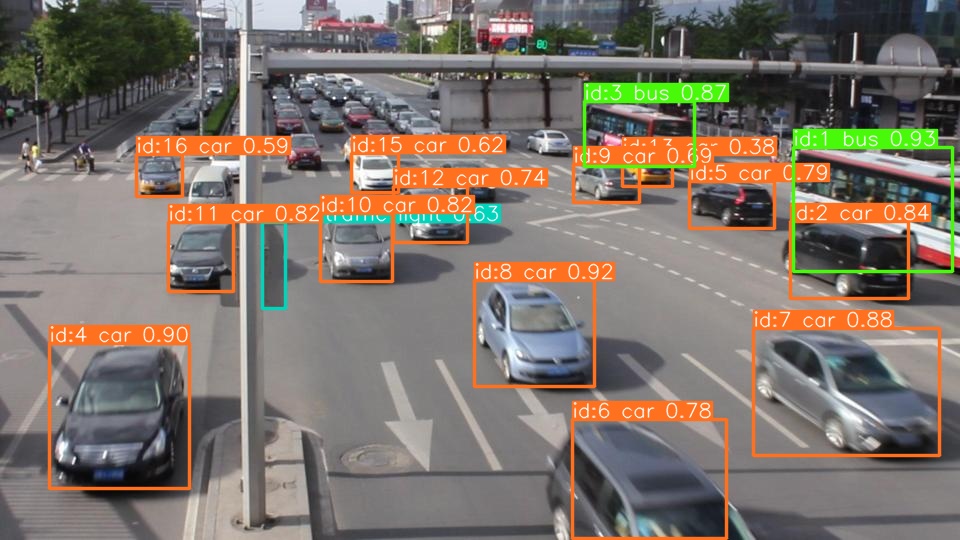 80
id:3 bus 0.87
id:1 bus 0.93
id:16 car 0.59
id:15 car 0.62
car 0.38
id:9 car 0.69
id:5 car 0.79
id:12 car 0.74
id:11 car 0.82
id:10 car 0.82
traffic light 0.63
id:2 car 0.84
id:8 car 0.92
id:4 car 0.90
id:7 car 0.88
id:6 car 0.78